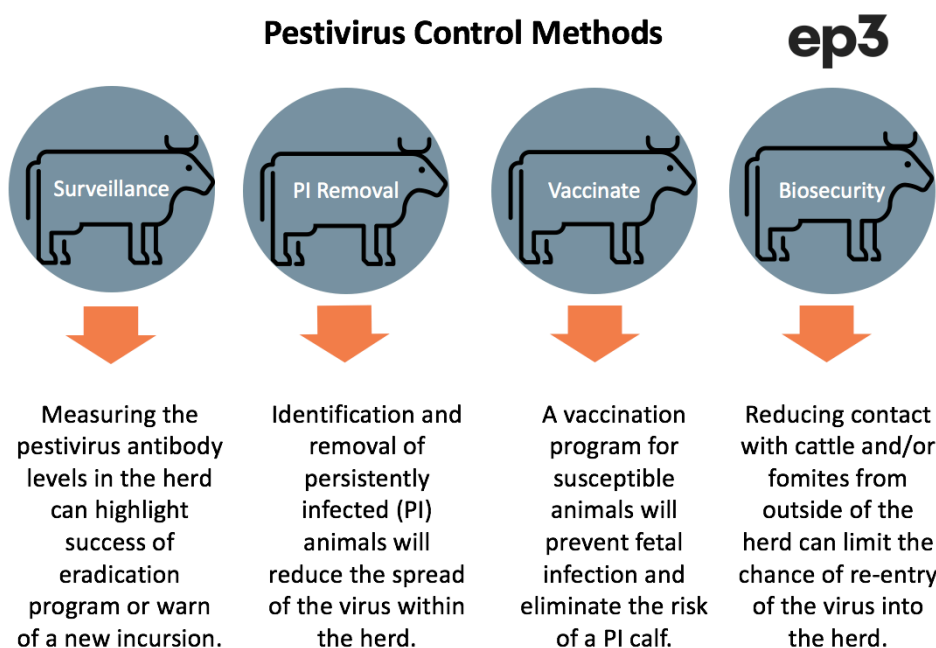 Pestivirus Control Methods
ep3
Surveillance
PI Removal
Vaccinate
Biosecurity
Measuring the
pestivirus antibody
levels in the herd
can highlight
success of
eradication
program or warn
of a new incursion.
Identification and
removal of
persistently
infected (PI)
animals will
reduce the spread
of the virus within
the herd.
A vaccination
program for
susceptible
animals will
prevent fetal
infection and
eliminate the risk
of a PI calf.
Reducing contact
with cattle and/or
fomites from
outside of the
herd can limit the
chance of re-entry
of the virus into
the herd.